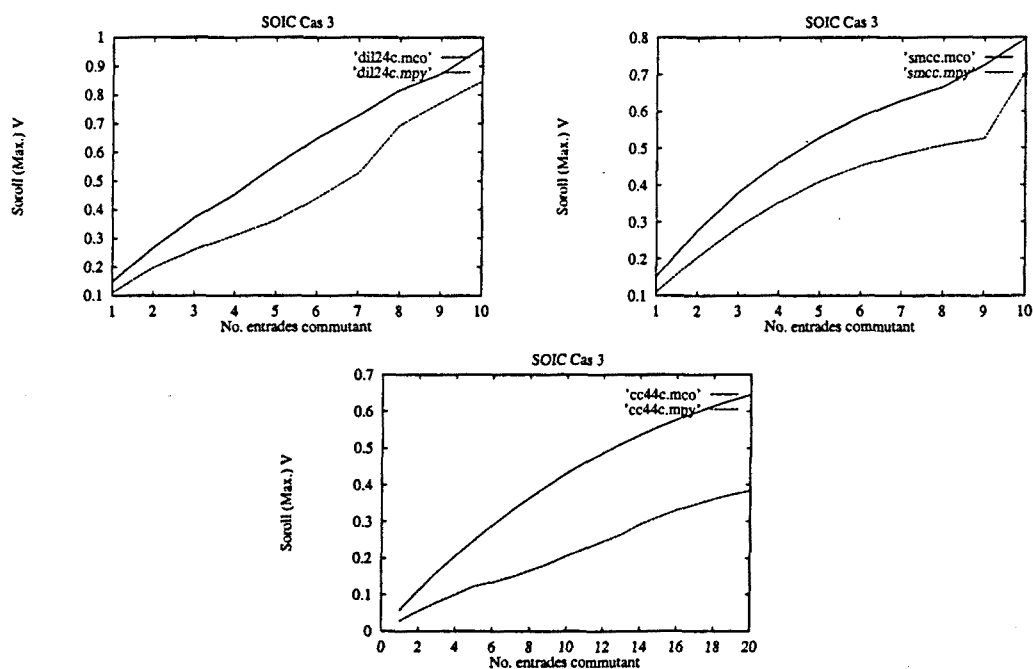 SOIC Cas 3
'dil24c.mco'
'dil24c.mpy'
Soroll (Max.) V
1
0.9
0.8
0.7
0.6
0.5
0.4
0.3
0.2
0.1
1 2 3 4 5 6 7 8 9 10
No. entrades commutant
SOIC Cas 3
'smcc.mco'
'smcc.mpy'
Soroll (Max.) V
0.8
0.7
0.6
0.5
0.4
0.3
0.2
0.1
1 2 3 4 5 6 7 8 9 10
No. entrades commutant
SOIC Cas 3
'cc44c.mco'
'cc44c.mpy'
Soroll (Max.) V
0.7
0.6
0.5
0.4
0.3
0.2
0.1
0
0 2 4 6 8 10 12 14 16 18 20
No. entrades commutant